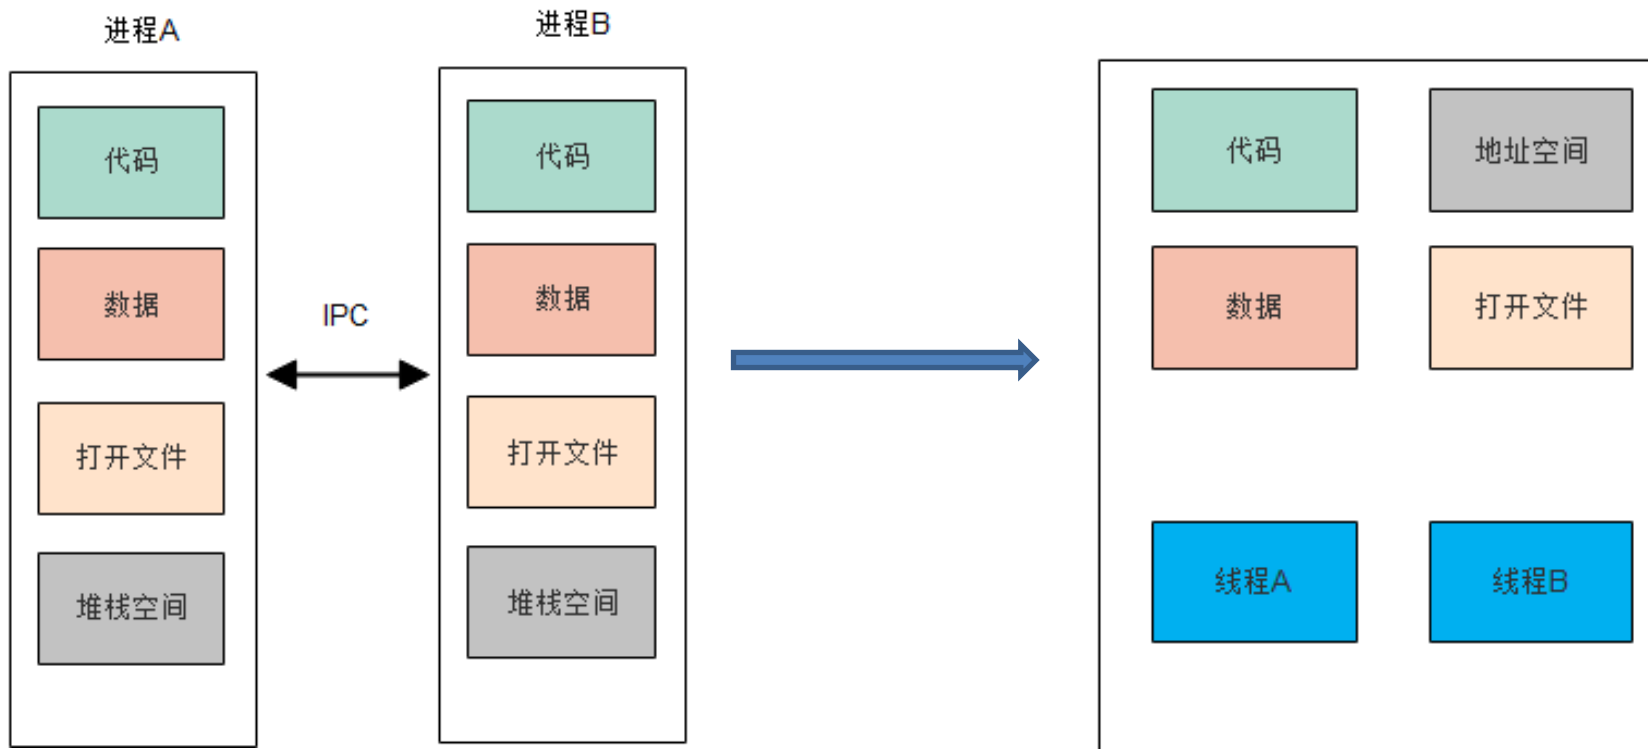 进程A
代码
数据
打开文件
堆栈空间
IPC
进程B
代码
数据
打开文件
堆栈空间
代码
地址空间
数据
打开文件
线程A
线程B